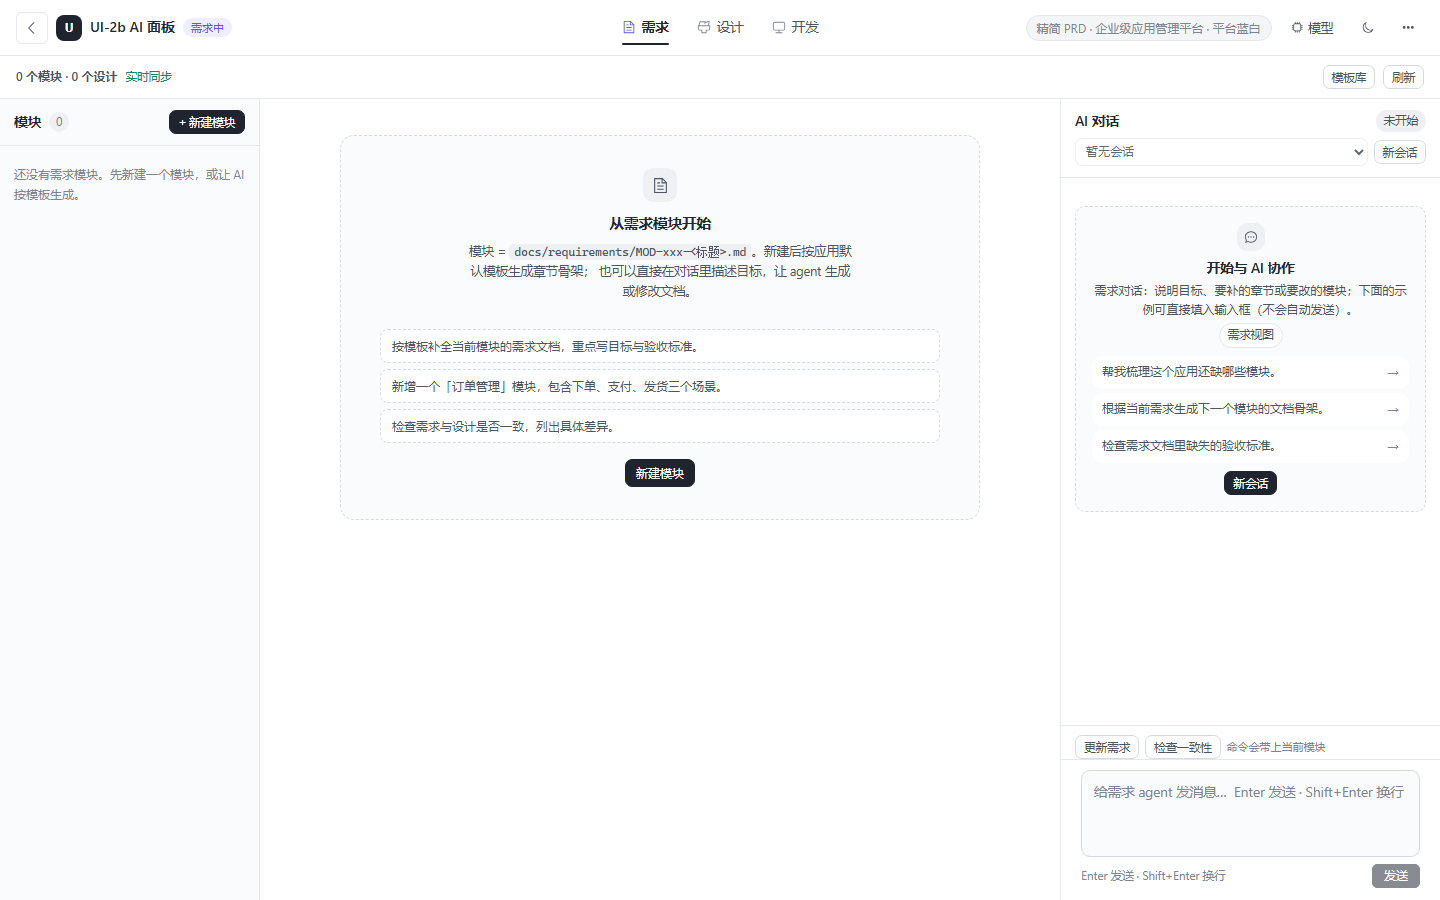 U UI-2b AI 面板 需求中
需求 设计 开发
精简 PRD · 企业级应用管理平台 · 平台蓝白
模型
0 个模块 · 0 个设计 实时同步
模板库 刷新
模块 0
+ 新建模块
还没有需求模块。先新建一个模块，或让 AI
按模板生成。
从需求模块开始
模块 = docs/requirements/MOD-xxx-<标题>.md 。新建后按应用默
认模板生成章节骨架； 也可以直接在对话里描述目标，让 agent 生成
或修改文档。
按模板补全当前模块的需求文档，重点写目标与验收标准。
新增一个「订单管理」模块，包含下单、支付、发货三个场景。
检查需求与设计是否一致，列出具体差异。
新建模块
AI 对话 未开始
暂无会话 新会话
开始与 AI 协作
需求对话：说明目标、要补的章节或要改的模块；下面的示
例可直接填入输入框（不会自动发送）。
需求视图
帮我梳理这个应用还缺哪些模块。 →
根据当前需求生成下一个模块的文档骨架。 →
检查需求文档里缺失的验收标准。 →
新会话
更新需求 检查一致性 命令会带上当前模块
给需求 agent 发消息... Enter 发送 · Shift+Enter 换行
Enter 发送 · Shift+Enter 换行
发送